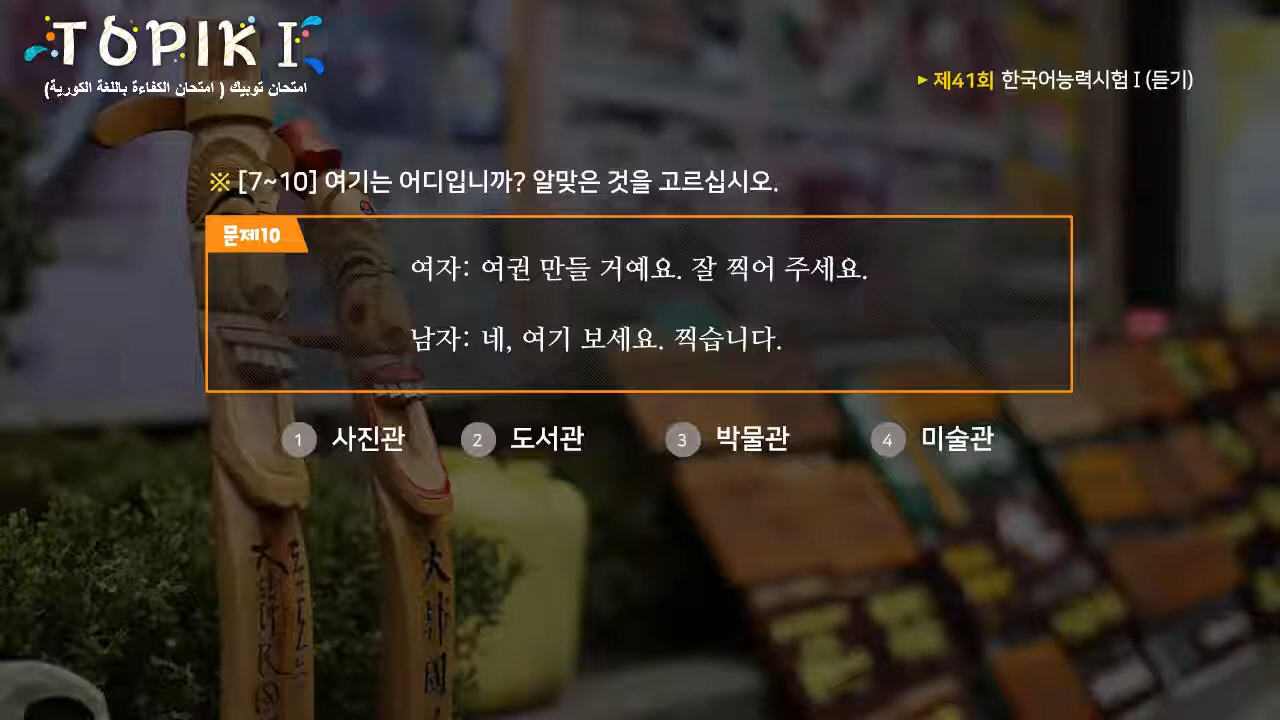 TOPIK I
امتحان توبيك ( امتحان الكفاءة باللغة الكورية)
▶ 제41회 한국어능력시험 I (듣기)
※ [7~10] 여기는 어디입니까? 알맞은 것을 고르십시오.
문제10
여자: 여권 만들 거예요. 잘 찍어 주세요.
남자: 네, 여기 보세요. 찍습니다.
1 사진관 2 도서관 3 박물관 4 미술관
大
大